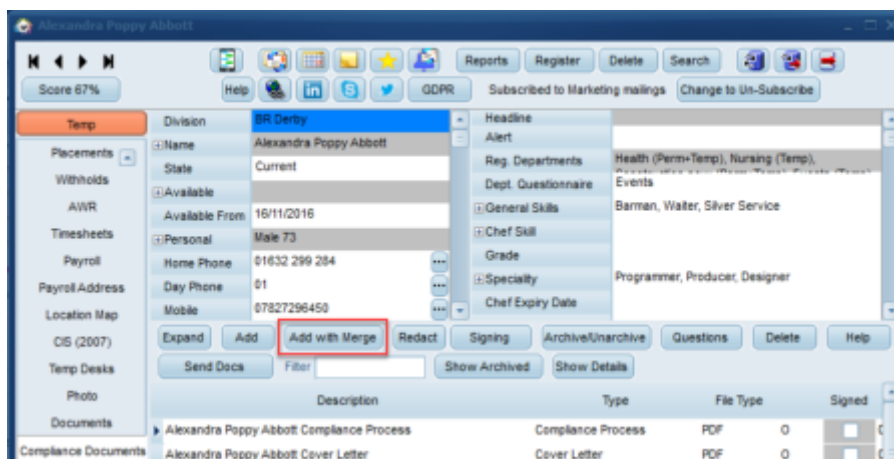 Alexandra Poppy Abbott
Reports Register Delete Search
Score 67% Help GDPR Subscribed to Marketing mailings Change to Un-Subscribe
Temp
Placements
Withholds
AWR
Timesheets
Payroll
Payroll Address
Location Map
CIS (2007)
Temp Desks
Photo
Documents
Compliance Documents
Division BR Derby
Name Alexandra Poppy Abbott
State Current
Available
Available From 16/11/2016
Personal Male 73
Home Phone 01632 299 284
Day Phone 01
Mobile 07827296450
Headline
Alert
Reg. Departments Health (Perm+Temp), Nursing (Temp),
Dept. Questionnaire Events
General Skills Barman, Waiter, Silver Service
Chef Skill
Grade
Speciality Programmer, Producer, Designer
Chef Expiry Date
Expand Add Add with Merge Redact Signing Archive/Unarchive Questions Delete Help
Send Docs Filter Show Archived Show Details
Description Type File Type Signed
Alexandra Poppy Abbott Compliance Process Compliance Process PDF O
Alexandra Poppy Abbott Cover Letter Cover Letter PDF O